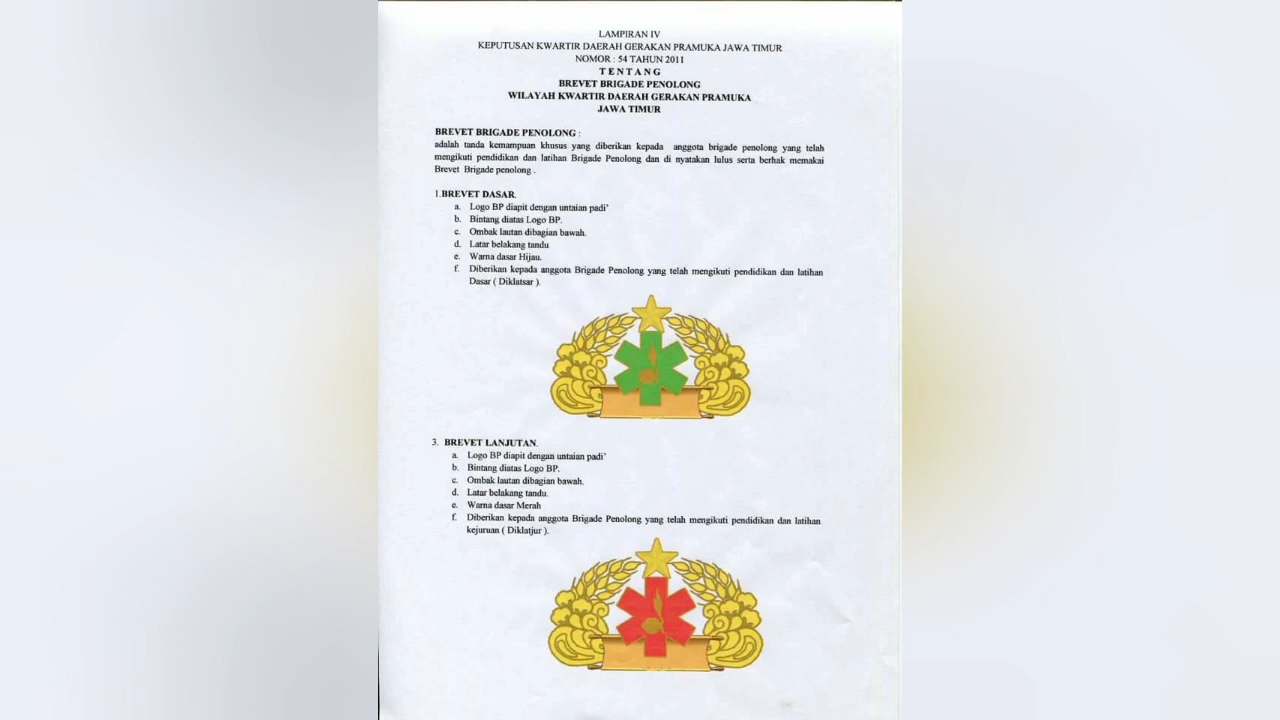 LAMPIRAN IV
KEPUTUSAN KWARTIR DAERAH GERAKAN PRAMUKA JAWA TIMUR
NOMOR : 54 TAHUN 2011
T E N T A N G
BREVET BRIGADE PENOLONG
WILAYAH KWARTIR DAERAH GERAKAN PRAMUKA
JAWA TIMUR
BREVET BRIGADE PENOLONG :
adalah tanda kemampuan khusus yang diberikan kepada anggota brigade penolong yang telah
mengikuti pendidikan dan latihan Brigade Penolong dan di nyatakan lulus serta berhak memakai
Brevet Brigade penolong .
1.BREVET DASAR.
a. Logo BP diapit dengan untaian padi’
b. Bintang diatas Logo BP.
c. Ombak lautan dibagian bawah.
d. Latar belakang tandu
e. Warna dasar Hijau.
f. Diberikan kepada anggota Brigade Penolong yang telah mengikuti pendidikan dan latihan
Dasar ( Diklatsar ).
3. BREVET LANJUTAN.
a. Logo BP diapit dengan untaian padi’
b. Bintang diatas Logo BP.
c. Ombak lautan dibagian bawah.
d. Latar belakang tandu.
e. Warna dasar Merah
f. Diberikan kepada anggota Brigade Penolong yang telah mengikuti pendidikan dan latihan
kejuruan ( Diklatjur ).